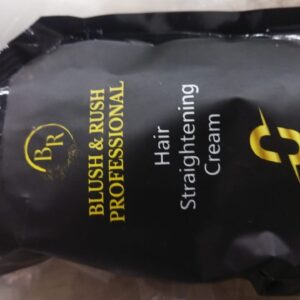 BR
BLUSH & RUSH
PROFESSIONAL
Hair
Straightening
Cream